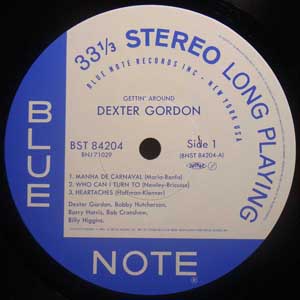 33⅓ STEREO LONG PLAYING
BLUE NOTE RECORDS INC · NEW YORK USA
GETTIN' AROUND
DEXTER GORDON
BST 84204
BNJ 71029
Side 1
(BNST 84204-A)
1. MANHA DE CARNAVAL (Maria-Bonfa)
2. WHO CAN I TURN TO (Newley-Bricusse)
3. HEARTACHES (Hoffman-Klenner)
Dexter Gordon, Bobby Hutcherson,
Barry Harris, Bob Cranshaw,
Billy Higgins.
BLUE
NOTE ®